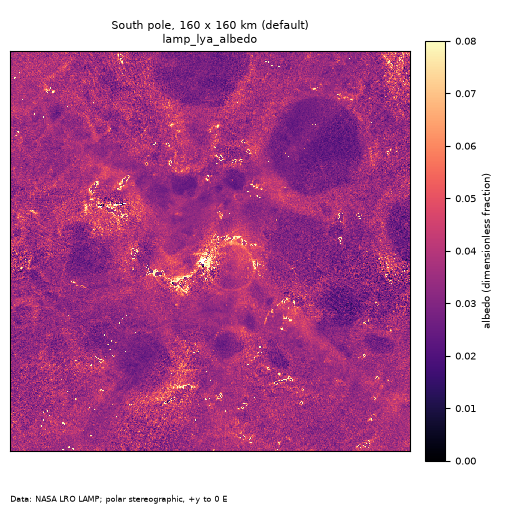 South pole, 160 x 160 km (default)
lamp_lya_albedo
0.08
0.07
0.06
0.05
0.04
0.03
0.02
0.01
0.00
albedo (dimensionless fraction)
Data: NASA LRO LAMP; polar stereographic, +y to 0 E